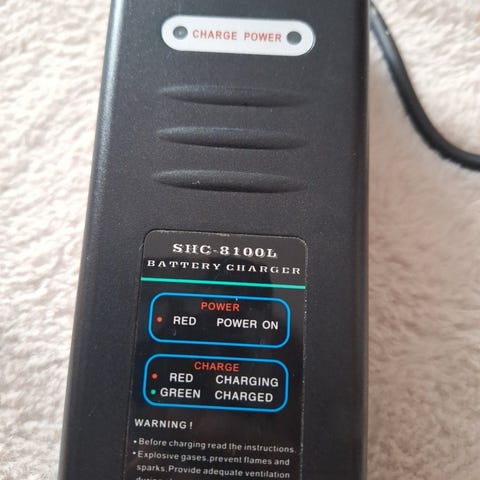 CHARGE POWER
SHC-8100L
BATTERY CHARGER
POWER
RED POWER ON
CHARGE
RED CHARGING
GREEN CHARGED
WARNING!
• Before charging read the instructions.
• Explosive gases.prevent flames and
sparks.Provide adequate ventilation